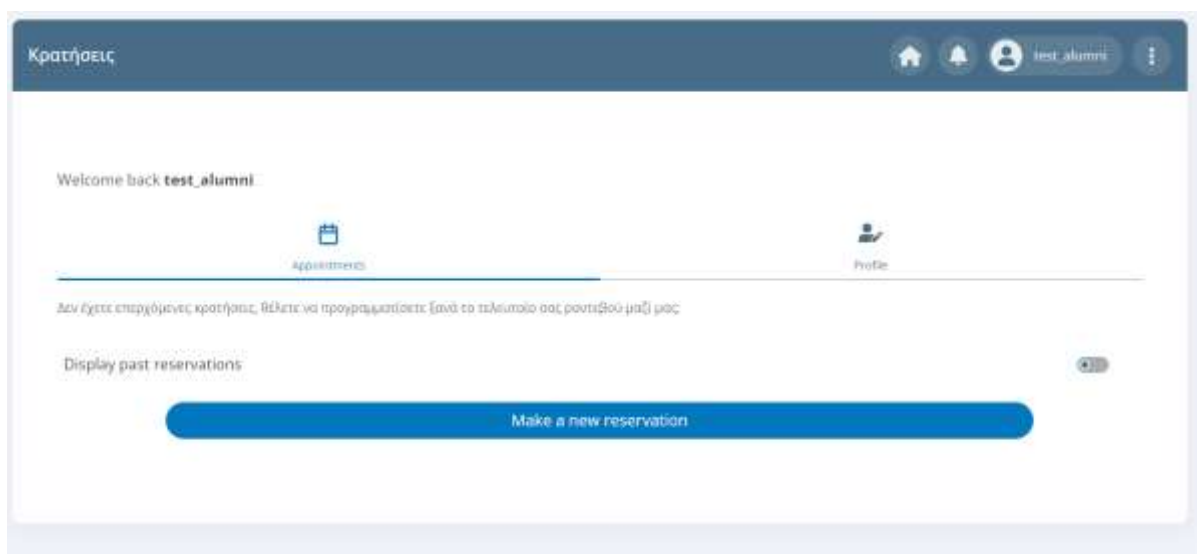 Κρατήσεις
test_alumni
Welcome back test_alumni
Appointments
Profile
Δεν έχετε επερχόμενες κρατήσεις, θέλετε να προγραμματίσετε ξανά το τελευταίο σας ραντεβού μαζί μας;
Display past reservations
Make a new reservation